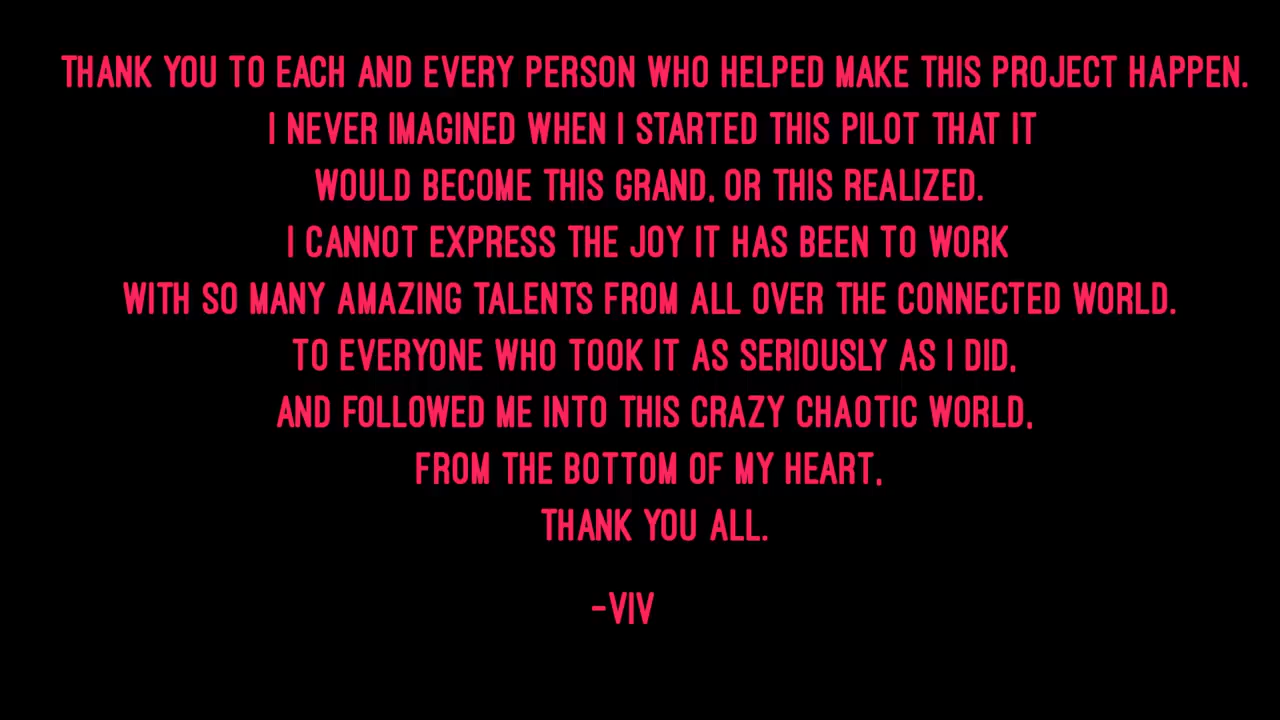 THANK YOU TO EACH AND EVERY PERSON WHO HELPED MAKE THIS PROJECT HAPPEN.
I NEVER IMAGINED WHEN I STARTED THIS PILOT THAT IT
WOULD BECOME THIS GRAND, OR THIS REALIZED.
I CANNOT EXPRESS THE JOY IT HAS BEEN TO WORK
WITH SO MANY AMAZING TALENTS FROM ALL OVER THE CONNECTED WORLD.
TO EVERYONE WHO TOOK IT AS SERIOUSLY AS I DID,
AND FOLLOWED ME INTO THIS CRAZY CHAOTIC WORLD,
FROM THE BOTTOM OF MY HEART,
THANK YOU ALL.
-VIV